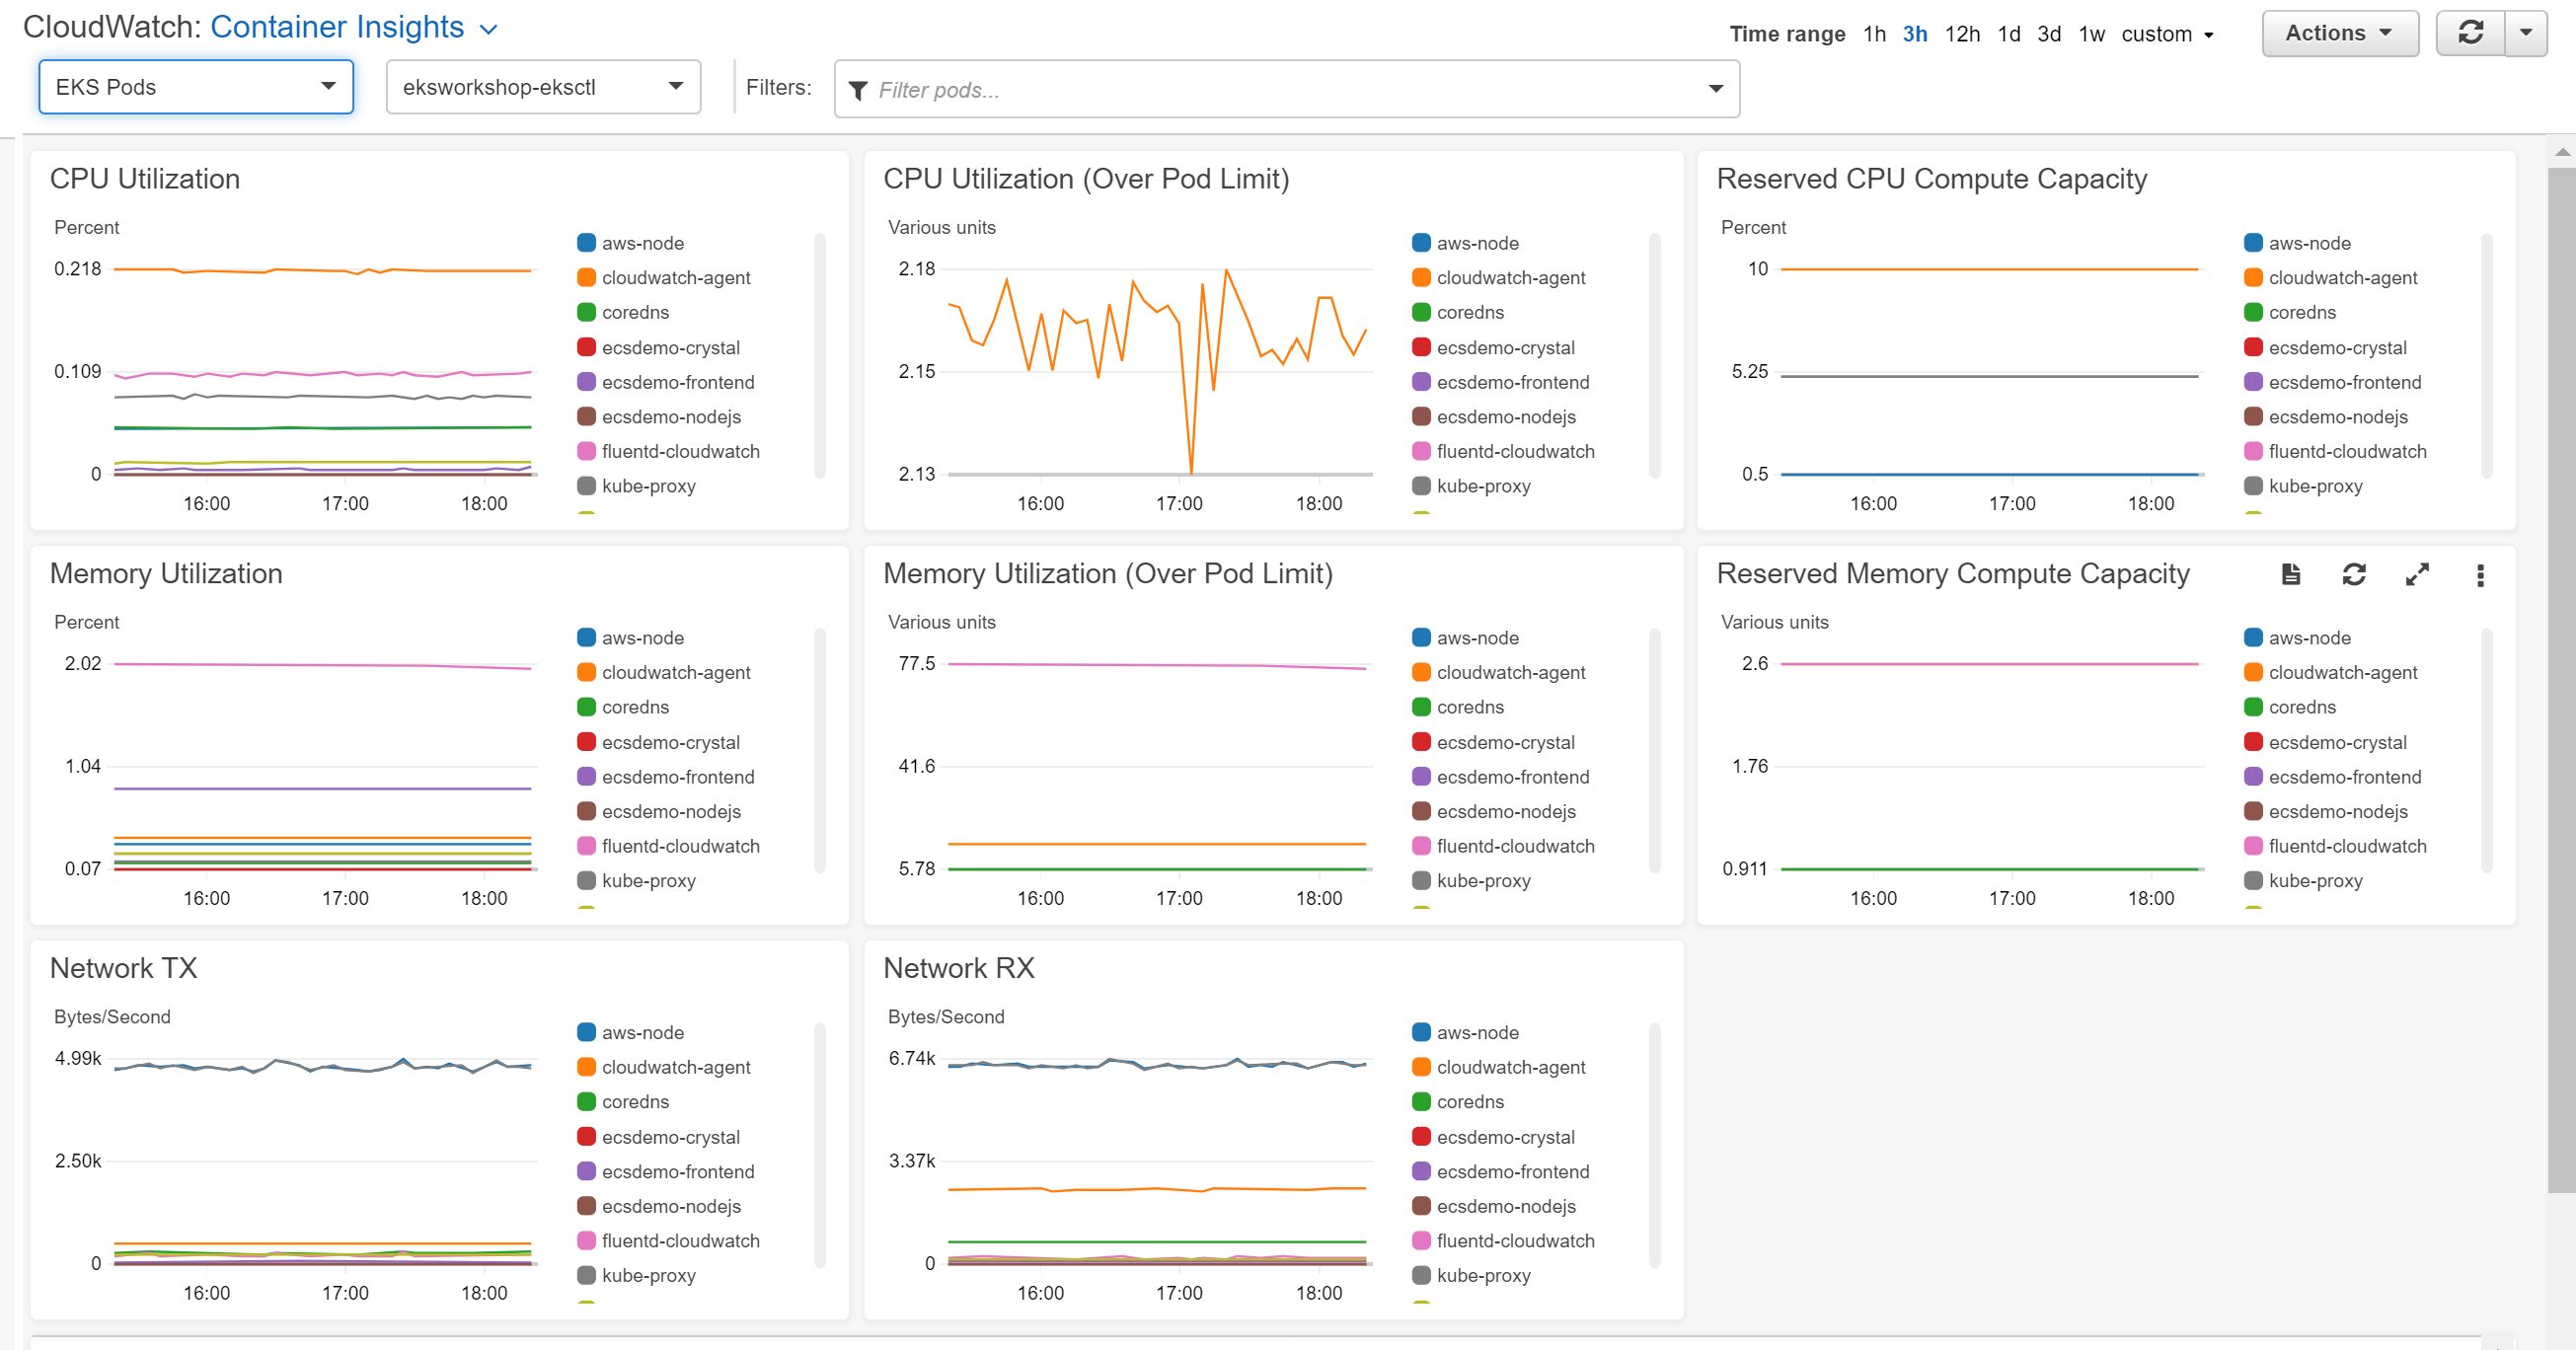 CloudWatch: Container Insights
Time range 1h 3h 12h 1d 3d 1w custom
Actions
EKS Pods
eksworkshop-eksctl
Filters:
Filter pods...
CPU Utilization
Percent
0.218
0.109
0
16:00 17:00 18:00
aws-node
cloudwatch-agent
coredns
ecsdemo-crystal
ecsdemo-frontend
ecsdemo-nodejs
fluentd-cloudwatch
kube-proxy
CPU Utilization (Over Pod Limit)
Various units
2.18
2.15
2.13
16:00 17:00 18:00
aws-node
cloudwatch-agent
coredns
ecsdemo-crystal
ecsdemo-frontend
ecsdemo-nodejs
fluentd-cloudwatch
kube-proxy
Reserved CPU Compute Capacity
Percent
10
5.25
0.5
16:00 17:00 18:00
aws-node
cloudwatch-agent
coredns
ecsdemo-crystal
ecsdemo-frontend
ecsdemo-nodejs
fluentd-cloudwatch
kube-proxy
Memory Utilization
Percent
2.02
1.04
0.07
16:00 17:00 18:00
aws-node
cloudwatch-agent
coredns
ecsdemo-crystal
ecsdemo-frontend
ecsdemo-nodejs
fluentd-cloudwatch
kube-proxy
Memory Utilization (Over Pod Limit)
Various units
77.5
41.6
5.78
16:00 17:00 18:00
aws-node
cloudwatch-agent
coredns
ecsdemo-crystal
ecsdemo-frontend
ecsdemo-nodejs
fluentd-cloudwatch
kube-proxy
Reserved Memory Compute Capacity
Various units
2.6
1.76
0.911
16:00 17:00 18:00
aws-node
cloudwatch-agent
coredns
ecsdemo-crystal
ecsdemo-frontend
ecsdemo-nodejs
fluentd-cloudwatch
kube-proxy
Network TX
Bytes/Second
4.99k
2.50k
0
16:00 17:00 18:00
aws-node
cloudwatch-agent
coredns
ecsdemo-crystal
ecsdemo-frontend
ecsdemo-nodejs
fluentd-cloudwatch
kube-proxy
Network RX
Bytes/Second
6.74k
3.37k
0
16:00 17:00 18:00
aws-node
cloudwatch-agent
coredns
ecsdemo-crystal
ecsdemo-frontend
ecsdemo-nodejs
fluentd-cloudwatch
kube-proxy